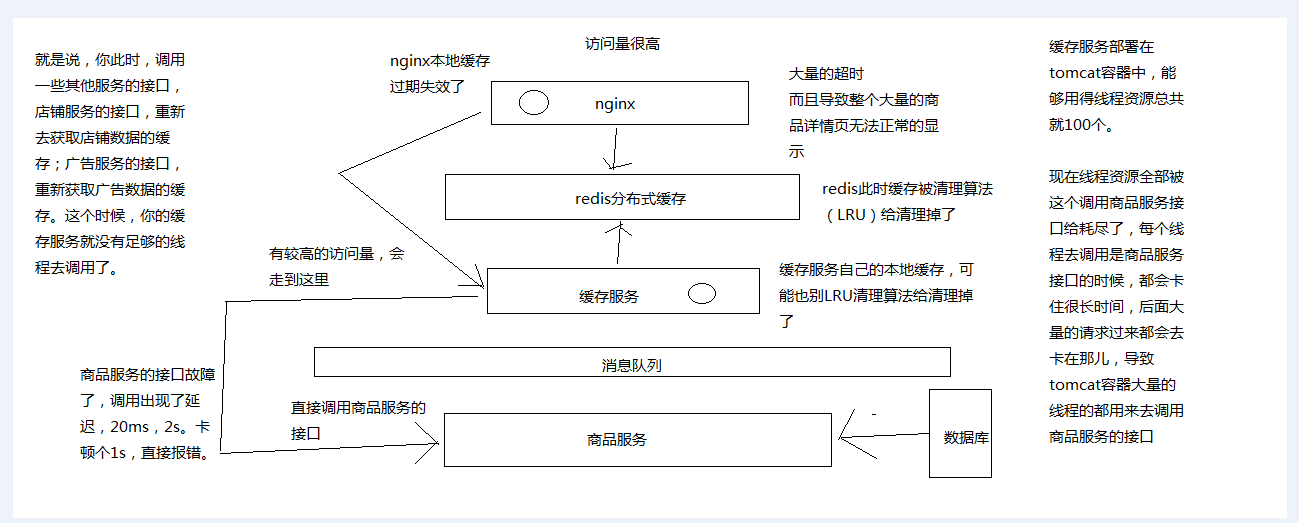 就是说，你此时，调用
一些其他服务的接口，
店铺服务的接口，重新
去获取店铺数据的缓
存；广告服务的接口，
重新获取广告数据的缓
存。这个时候，你的缓
存服务就没有足够的线
程去调用了。
访问量很高
nginx本地缓存
过期失效了
nginx
大量的超时
而且导致整个大量的商
品详情页无法正常的显
示
redis分布式缓存
redis此时缓存被清理算法
（LRU）给清理掉了
有较高的访问量，会
走到这里
缓存服务
缓存服务自己的本地缓存，可
能也别LRU清理算法给清理掉
了
消息队列
商品服务的接口故障
了，调用出现了延
迟，20ms，2s。卡
顿个1s，直接报错。
直接调用商品服务的
接口
商品服务
数据库
缓存服务部署在
tomcat容器中，能
够用得线程资源总共
就100个。
现在线程资源全部被
这个调用商品服务接
口给耗尽了，每个线
程去调用是商品服务
接口的时候，都会卡
住很长时间，后面大
量的请求过来都会去
卡在那儿，导致
tomcat容器大量的
线程的都用来去调用
商品服务的接口